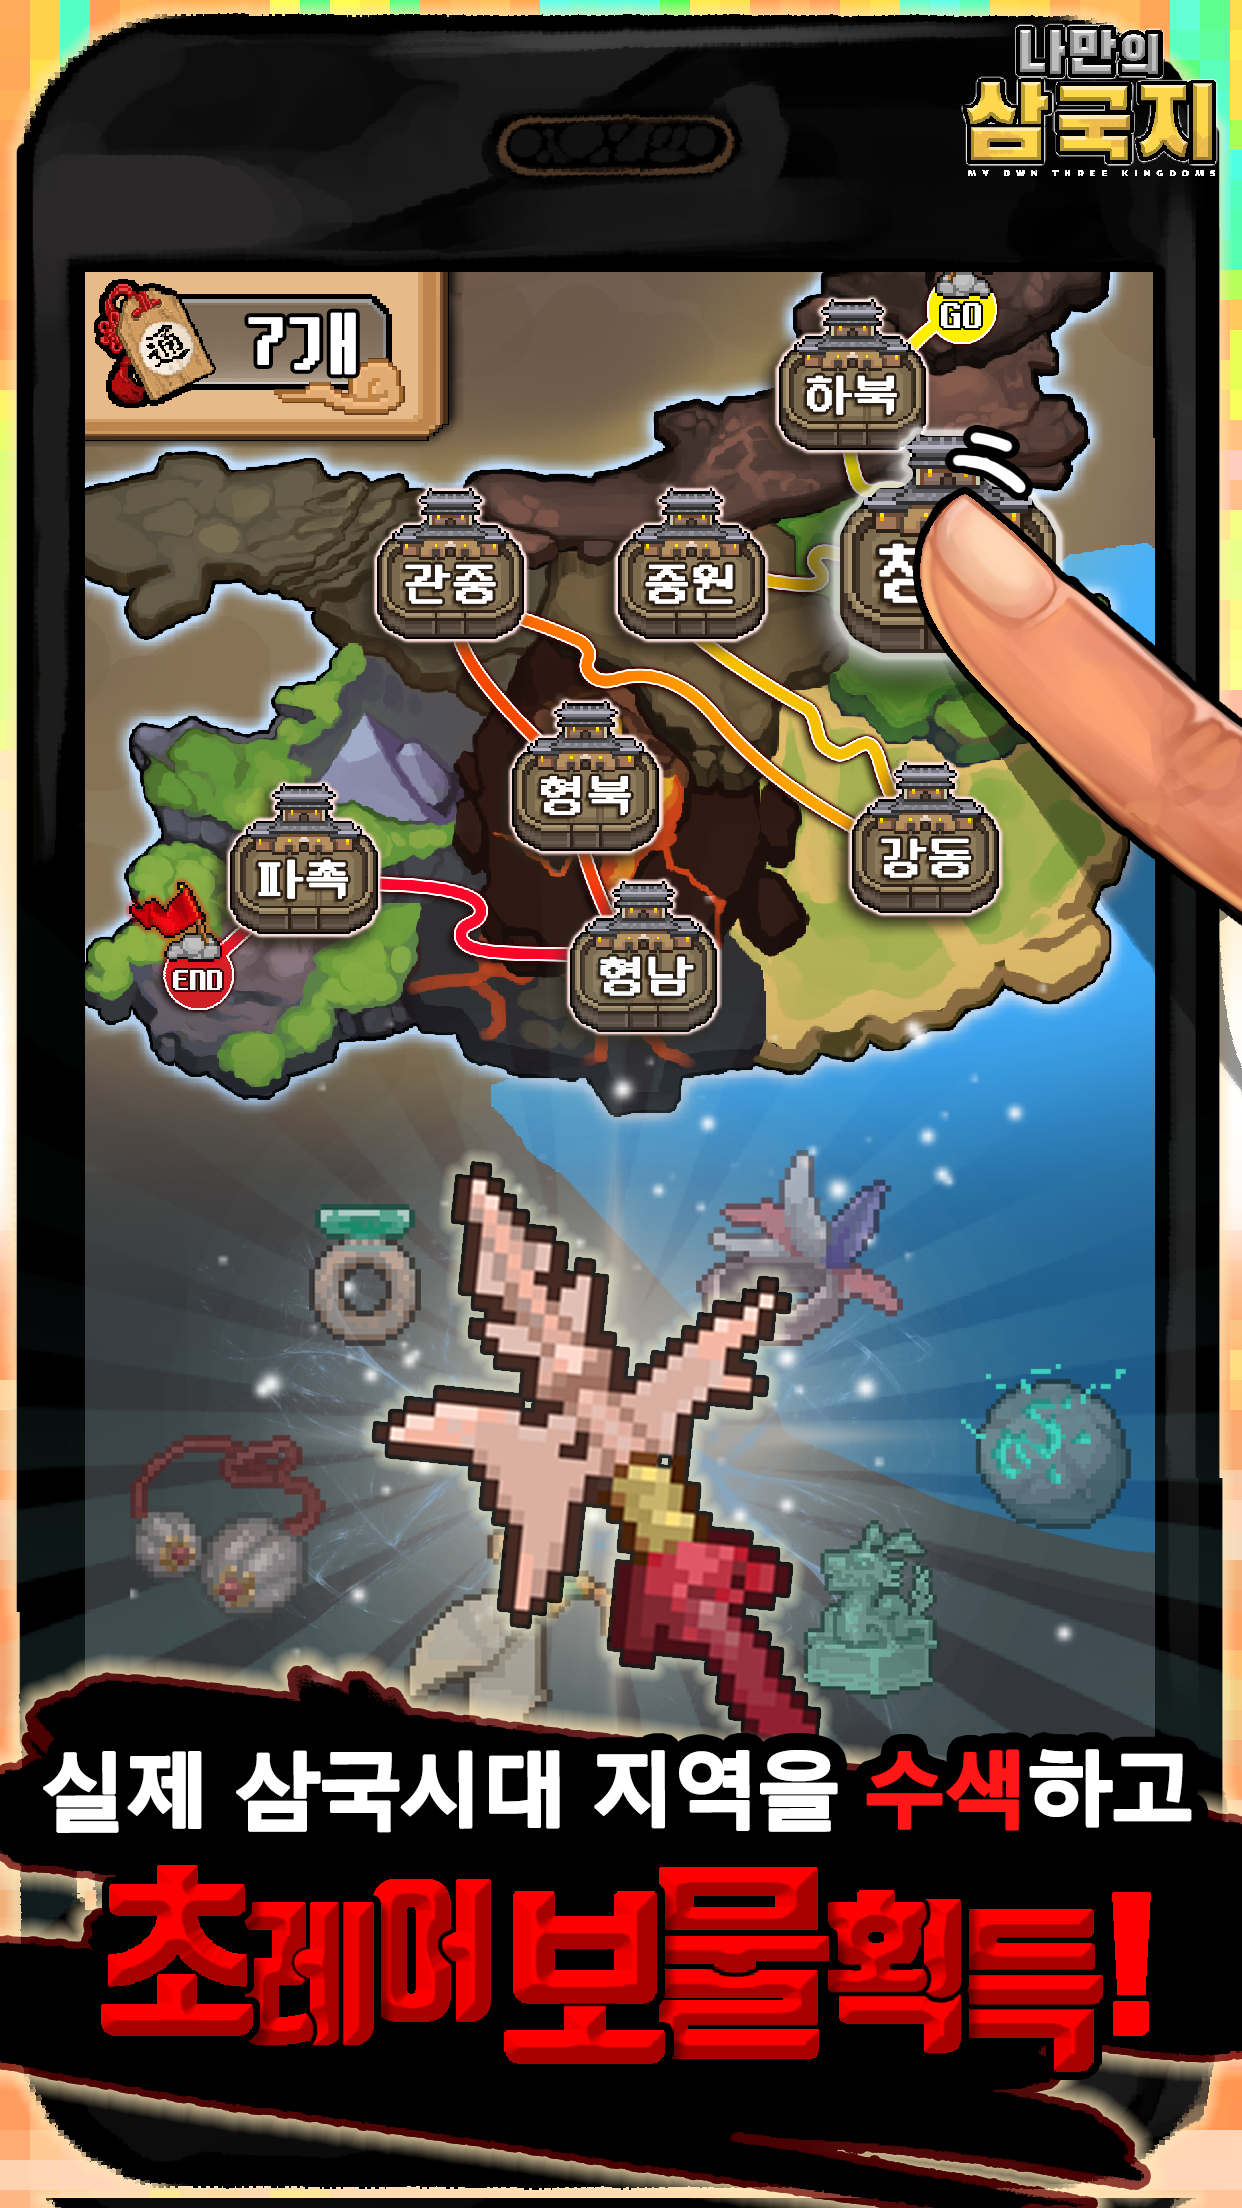 나만의
삼국지
MY OWN THREE KINGDOMS
通
7개
GO
하북
관중
중원
형북
강동
파촉
형남
END
실제 삼국시대 지역을 수색하고
초레어 보물획득!